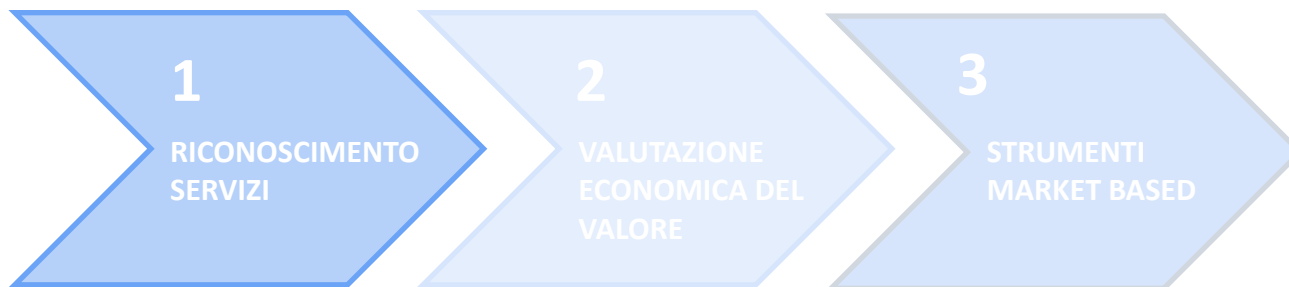 1
RICONOSCIMENTO
SERVIZI
2
VALUTAZIONE
ECONOMICA DEL
VALORE
3
STRUMENTI
MARKET BASED